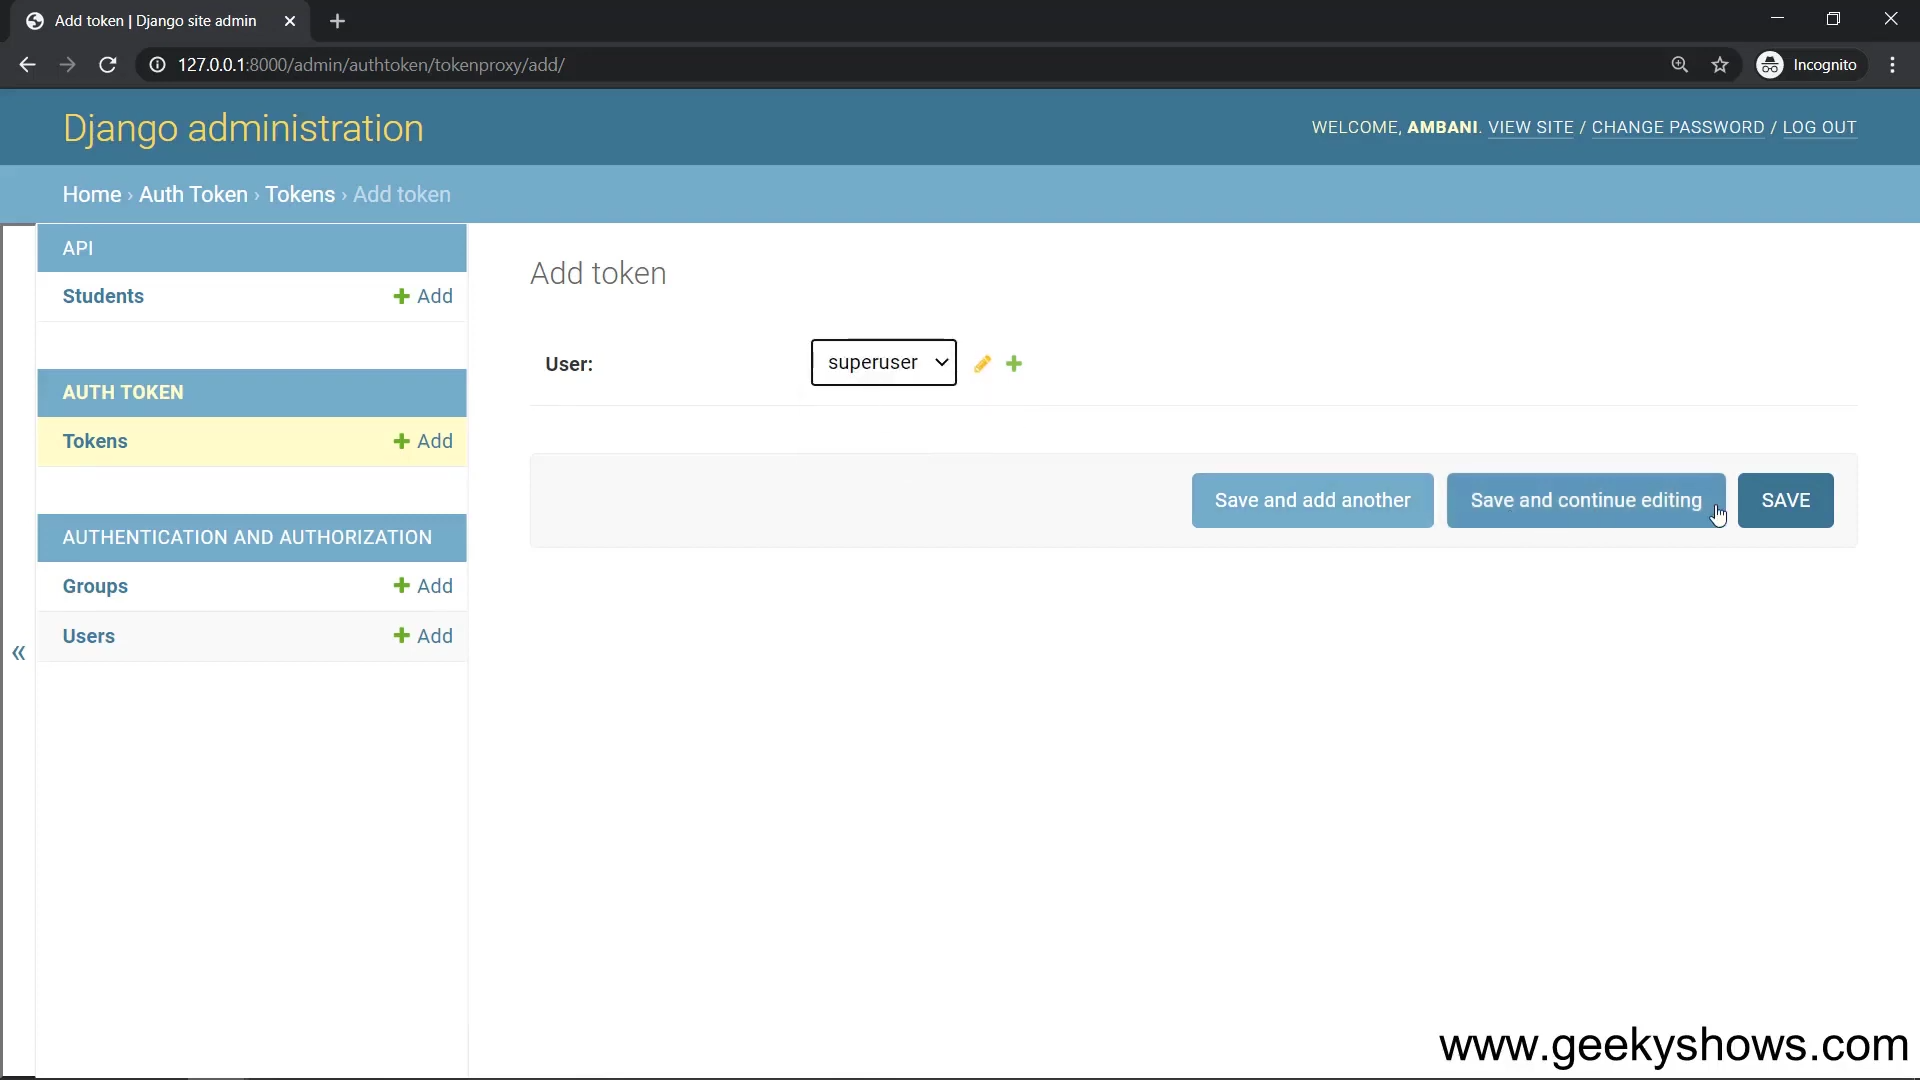 Add token | Django site admin
127.0.0.1:8000/admin/authtoken/tokenproxy/add/
Incognito
Django administration
WELCOME, AMBANI. VIEW SITE / CHANGE PASSWORD / LOG OUT
Home › Auth Token › Tokens › Add token
API
Students
Add
AUTH TOKEN
Tokens
Add
AUTHENTICATION AND AUTHORIZATION
Groups
Add
Users
Add
«
Add token
User:
superuser
Save and add another
Save and continue editing
SAVE
www.geekyshows.com